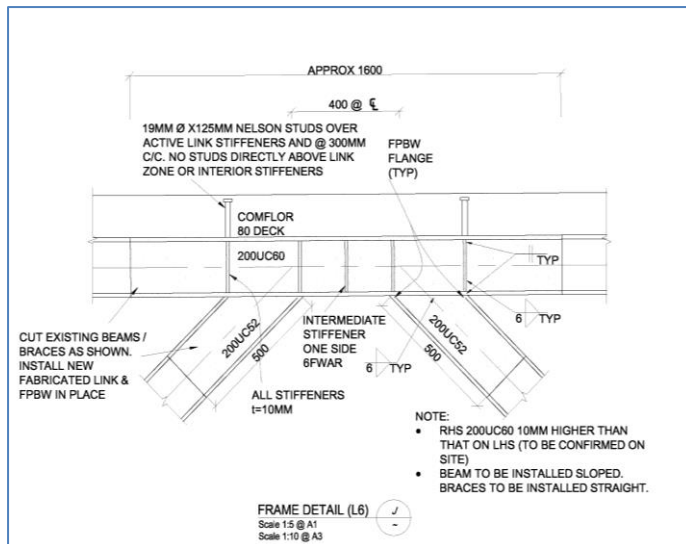 APPROX 1600
400 @ ℄
19MM Ø X125MM NELSON STUDS OVER
ACTIVE LINK STIFFENERS AND @ 300MM
C/C. NO STUDS DIRECTLY ABOVE LINK
ZONE OR INTERIOR STIFFENERS
FPBW
FLANGE
(TYP)
COMFLOR
80 DECK
200UC60
TYP
6 TYP
CUT EXISTING BEAMS /
BRACES AS SHOWN.
INSTALL NEW
FABRICATED LINK &
FPBW IN PLACE
200UC52
500
INTERMEDIATE
STIFFENER
ONE SIDE
6FWAR
6 TYP
200UC52
500
ALL STIFFENERS
t=10MM
NOTE:
• RHS 200UC60 10MM HIGHER THAN
THAT ON LHS (TO BE CONFIRMED ON
SITE)
• BEAM TO BE INSTALLED SLOPED.
BRACES TO BE INSTALLED STRAIGHT.
FRAME DETAIL (L6)
J
~
Scale 1:5 @ A1
Scale 1:10 @ A3